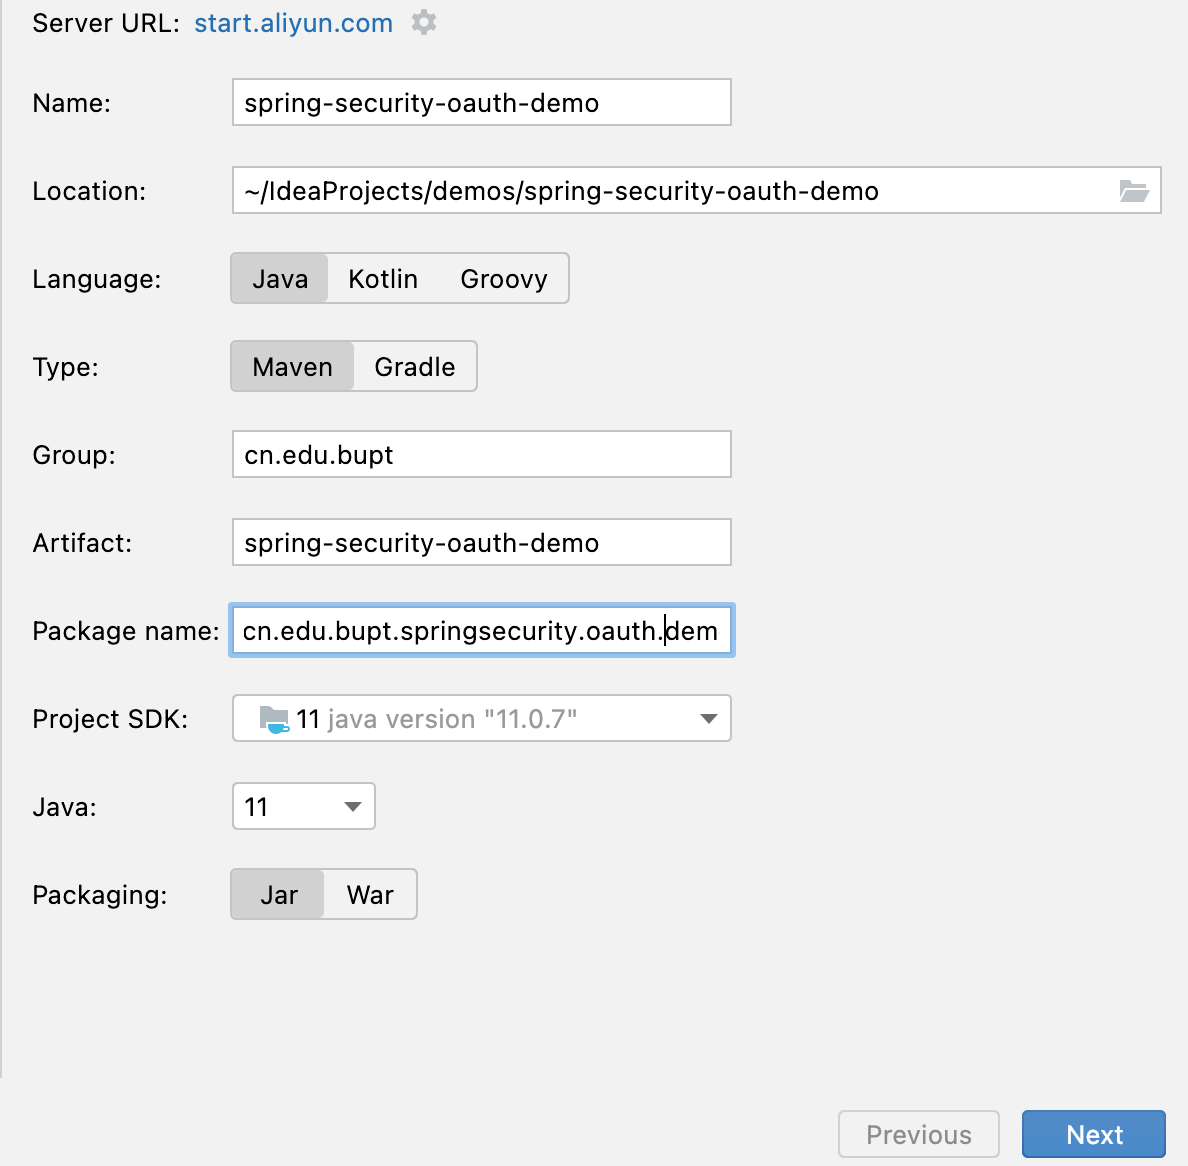 Server URL: start.aliyun.com
Name: spring-security-oauth-demo
Location: ~/IdeaProjects/demos/spring-security-oauth-demo
Language: Java Kotlin Groovy
Type: Maven Gradle
Group: cn.edu.bupt
Artifact: spring-security-oauth-demo
Package name: cn.edu.bupt.springsecurity.oauth.dem
Project SDK: 11 java version "11.0.7"
Java: 11
Packaging: Jar War
Previous Next